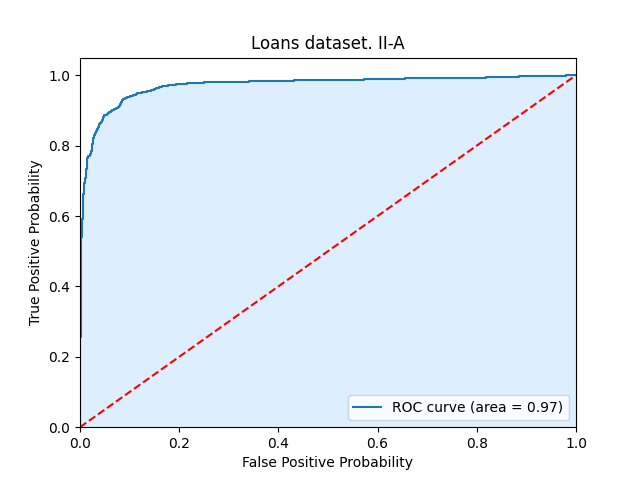 Loans dataset. II-A
True Positive Probability
1.0
0.8
0.6
0.4
0.2
0.0
0.0 0.2 0.4 0.6 0.8 1.0
False Positive Probability
ROC curve (area = 0.97)